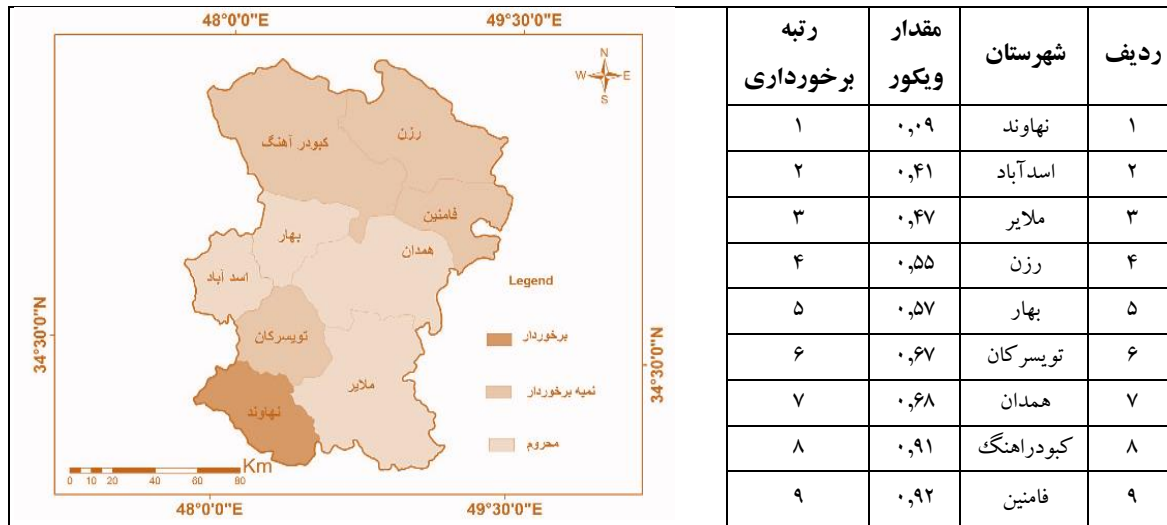 48°0'0"E
49°30'0"E
N
W E
S
کبودر آهنگ
رزن
فامنین
بهار
همدان
اسد آباد
Legend
تویسرکان
برخوردار
ملایر
نمیه برخوردار
نهاوند
محروم
34°30'0"N
34°30'0"N
Km
0 10 20 40 60 80
48°0'0"E
49°30'0"E
ردیف شهرستان مقدار ویکور رتبه برخورداری
۱ نهاوند ۰,۰۹ ۱
۲ اسدآباد ۰,۴۱ ۲
۳ ملایر ۰,۴۷ ۳
۴ رزن ۰,۵۵ ۴
۵ بهار ۰,۵۷ ۵
۶ تویسرکان ۰,۶۷ ۶
۷ همدان ۰,۶۸ ۷
۸ کبودراهنگ ۰,۹۱ ۸
۹ فامنین ۰,۹۲ ۹